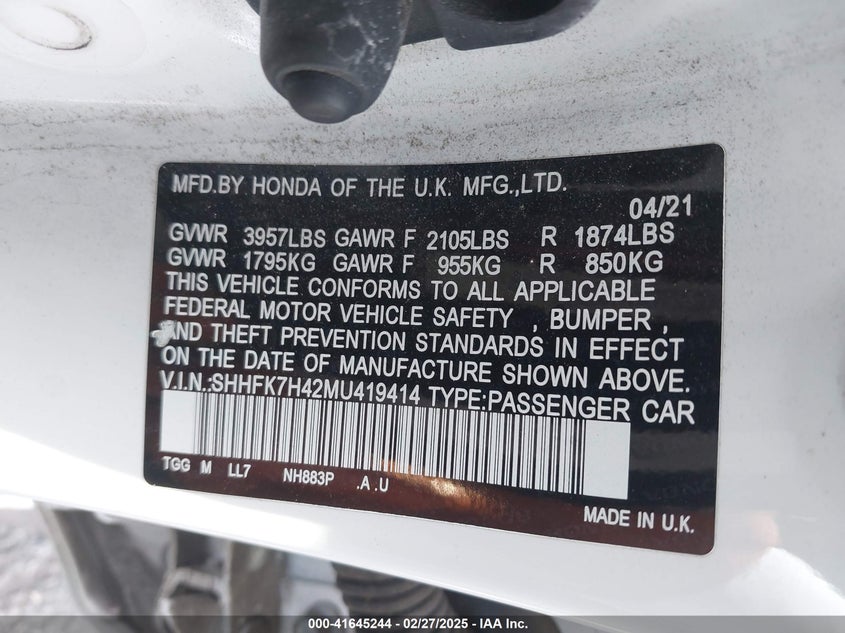 MFD.BY HONDA OF THE U.K. MFG.,LTD.
04/21
GVWR 3957LBS GAWR F 2105LBS R 1874LBS
GVWR 1795KG GAWR F 955KG R 850KG
THIS VEHICLE CONFORMS TO ALL APPLICABLE
FEDERAL MOTOR VEHICLE SAFETY , BUMPER ,
AND THEFT PREVENTION STANDARDS IN EFFECT
ON THE DATE OF MANUFACTURE SHOWN ABOVE.
V.I.N.:SHHFK7H42MU419414 TYPE:PASSENGER CAR
TGG M LL7 NH883P .A .U
MADE IN U.K.
000-41645244 - 02/27/2025 - IAA Inc.